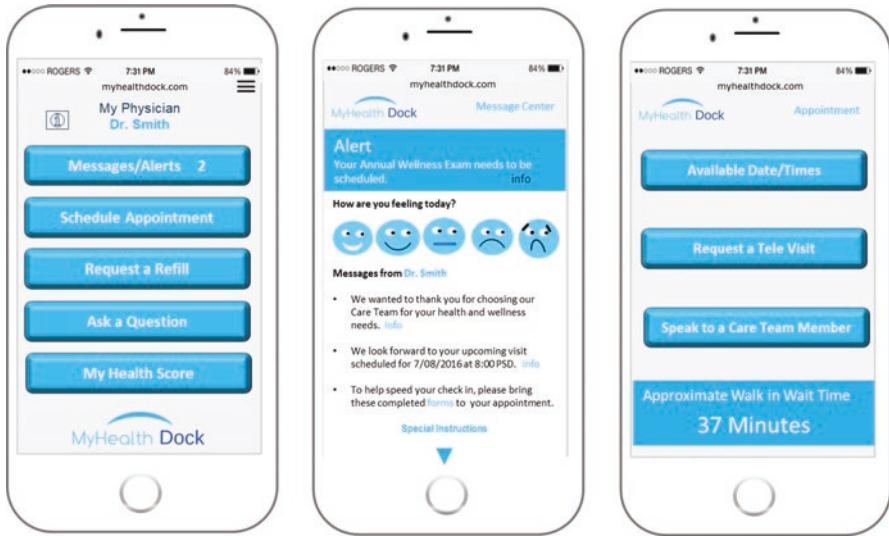 ●●○○○ ROGERS 7:31 PM 84%
myhealthdock.com
My Physician
Dr. Smith
Messages/Alerts 2
Schedule Appointment
Request a Refill
Ask a Question
My Health Score
MyHealth Dock
●●○○○ ROGERS 7:31 PM 84%
myhealthdock.com
MyHealth Dock Message Center
Alert
Your Annual Wellness Exam needs to be
scheduled. info
How are you feeling today?
Messages from Dr. Smith
• We wanted to thank you for choosing our
Care Team for your health and wellness
needs. info
• We look forward to your upcoming visit
scheduled for 7/08/2016 at 8:00 PSD. info
• To help speed your check in, please bring
these completed forms to your appointment.
Special Instructions
●●○○○ ROGERS 7:31 PM 84%
myhealthdock.com
MyHealth Dock Appointment
Available Date/Times
Request a Tele Visit
Speak to a Care Team Member
Approximate Walk in Wait Time
37 Minutes